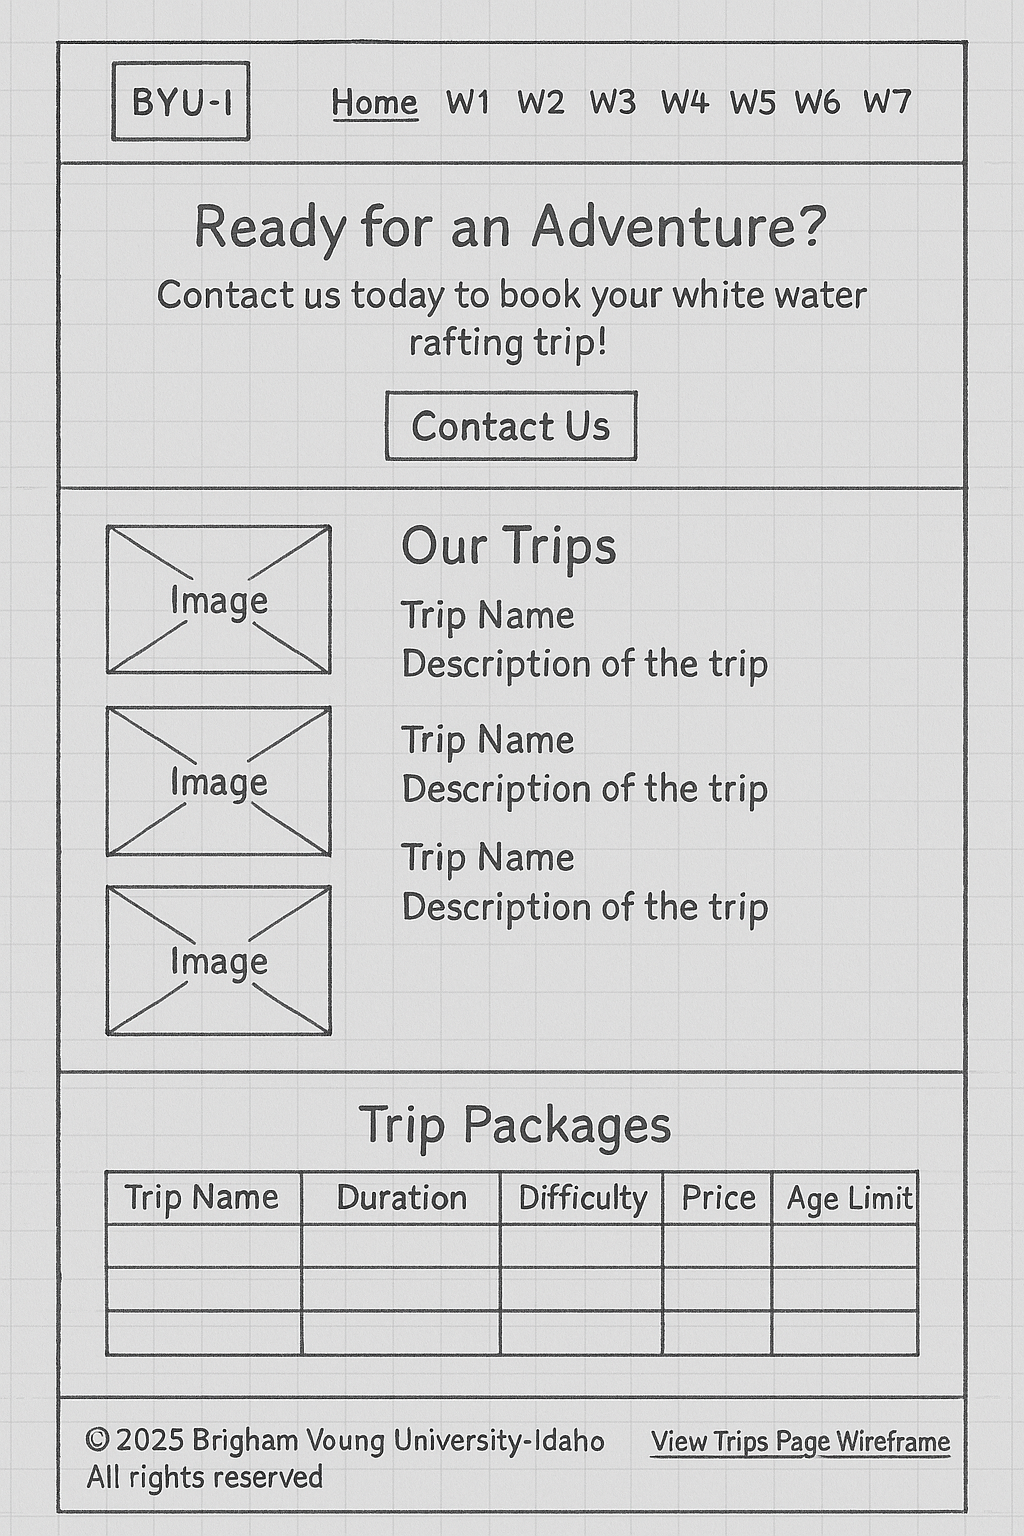 BYU-I
Home W1 W2 W3 W4 W5 W6 W7
Ready for an Adventure?
Contact us today to book your white water
rafting trip!
Contact Us
Image
Image
Image
Our Trips
Trip Name
Description of the trip
Trip Name
Description of the trip
Trip Name
Description of the trip
Trip Packages
Trip Name Duration Difficulty Price Age Limit
© 2025 Brigham Young University-Idaho
All rights reserved
View Trips Page Wireframe